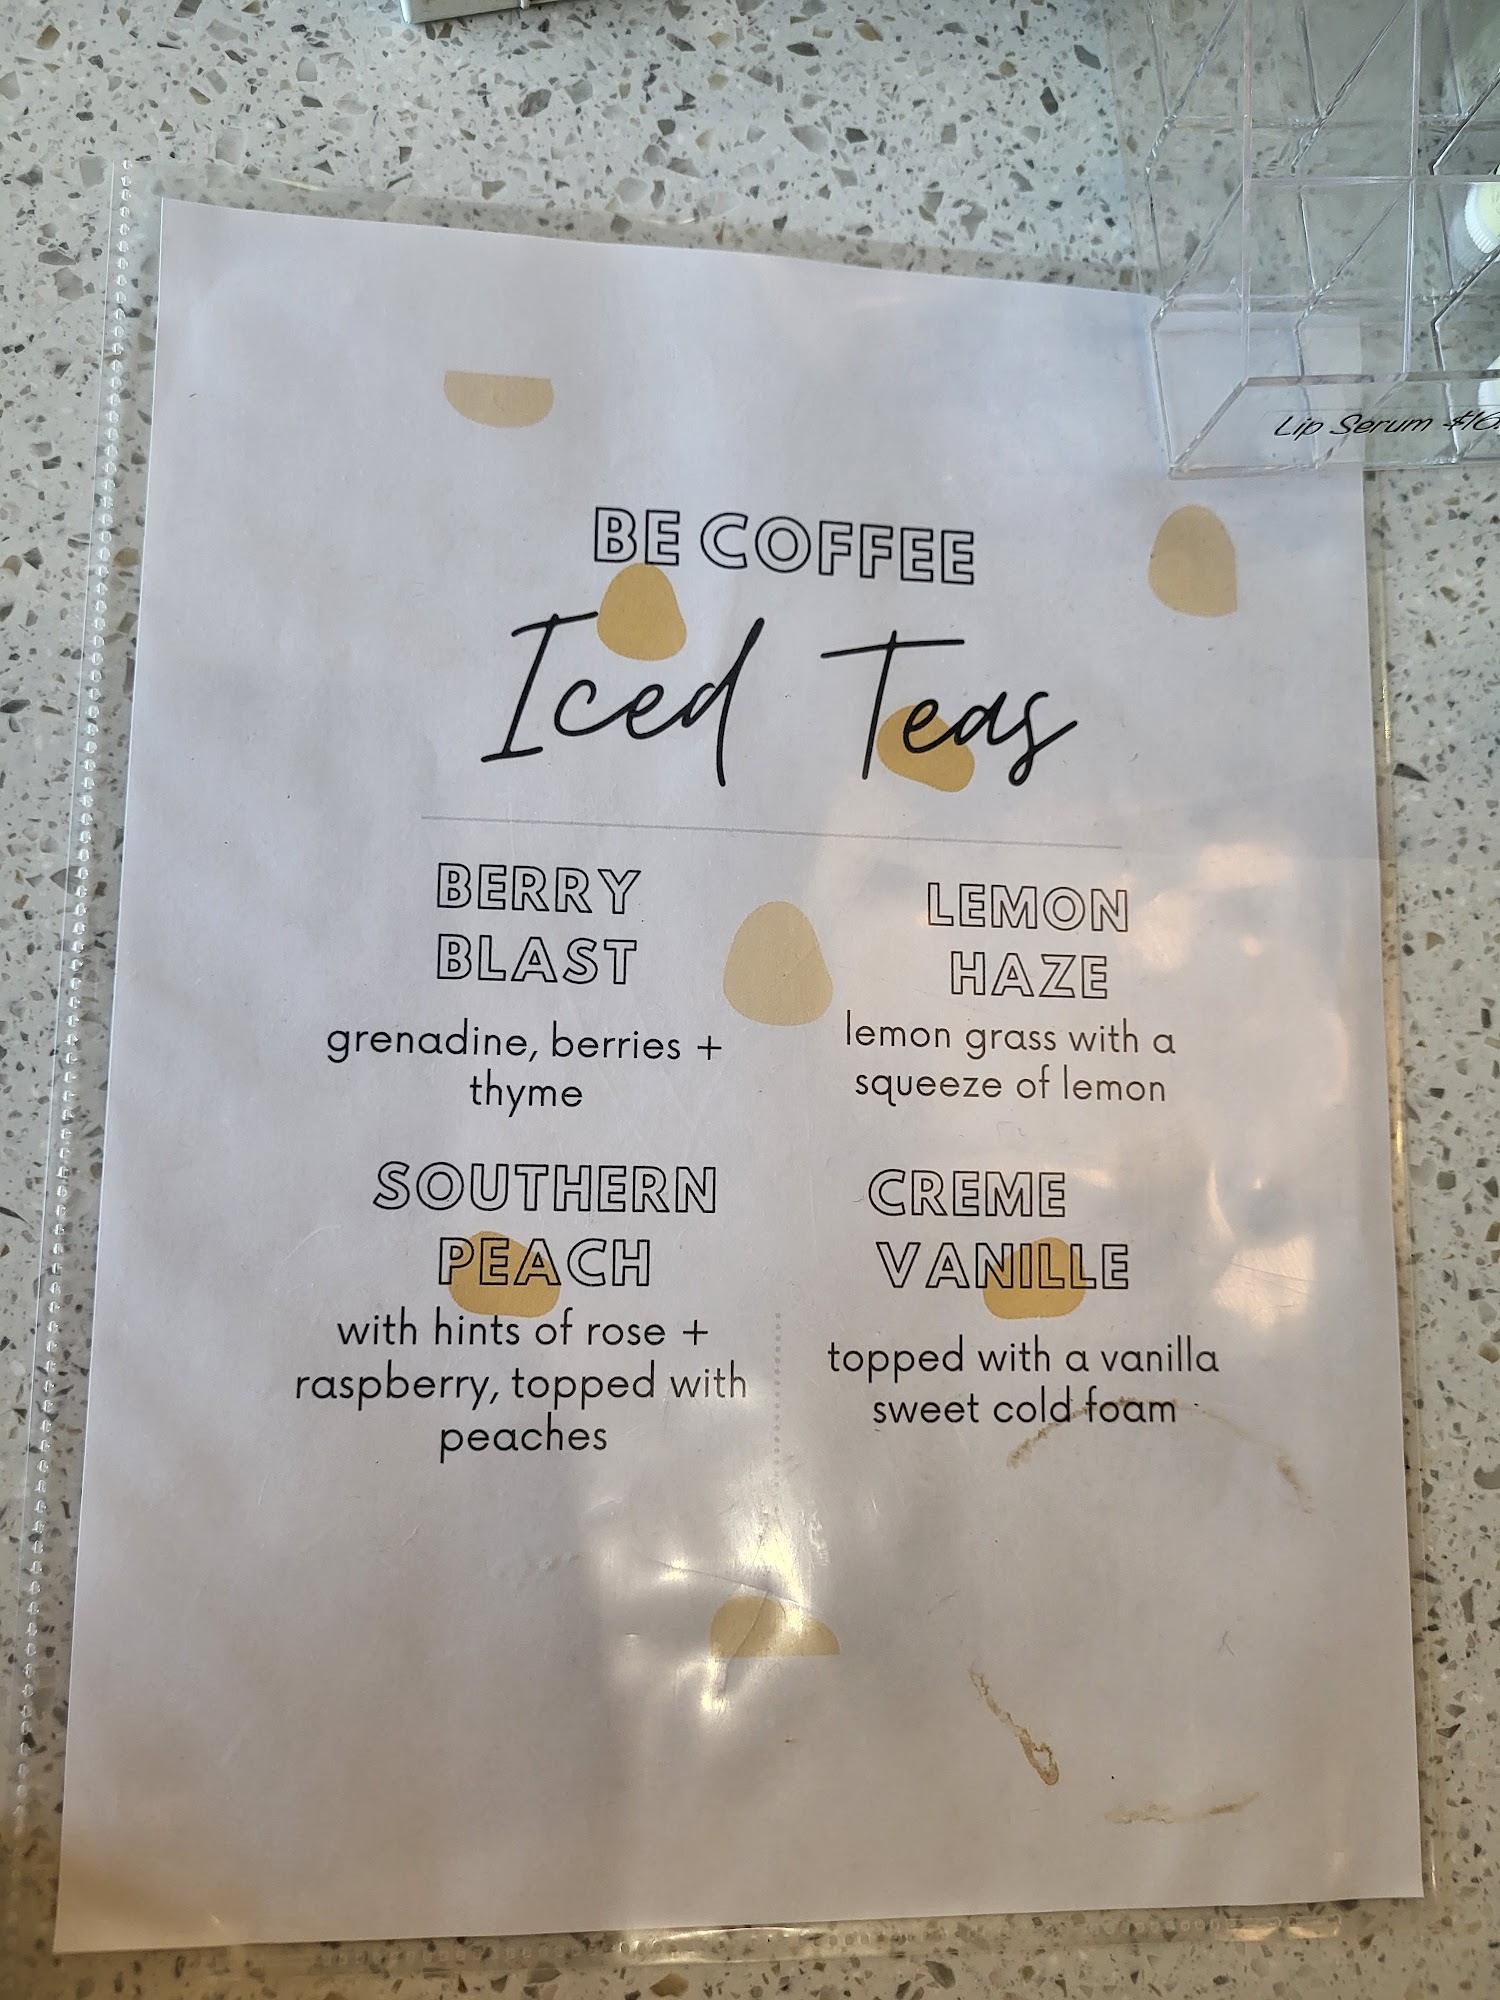 Lip Serum
BE COFFEE
Iced Teas
BERRY
BLAST
grenadine, berries +
thyme
LEMON
HAZE
lemon grass with a
squeeze of lemon
SOUTHERN
PEACH
with hints of rose +
raspberry, topped with
peaches
CREME
VANILLE
topped with a vanilla
sweet cold foam